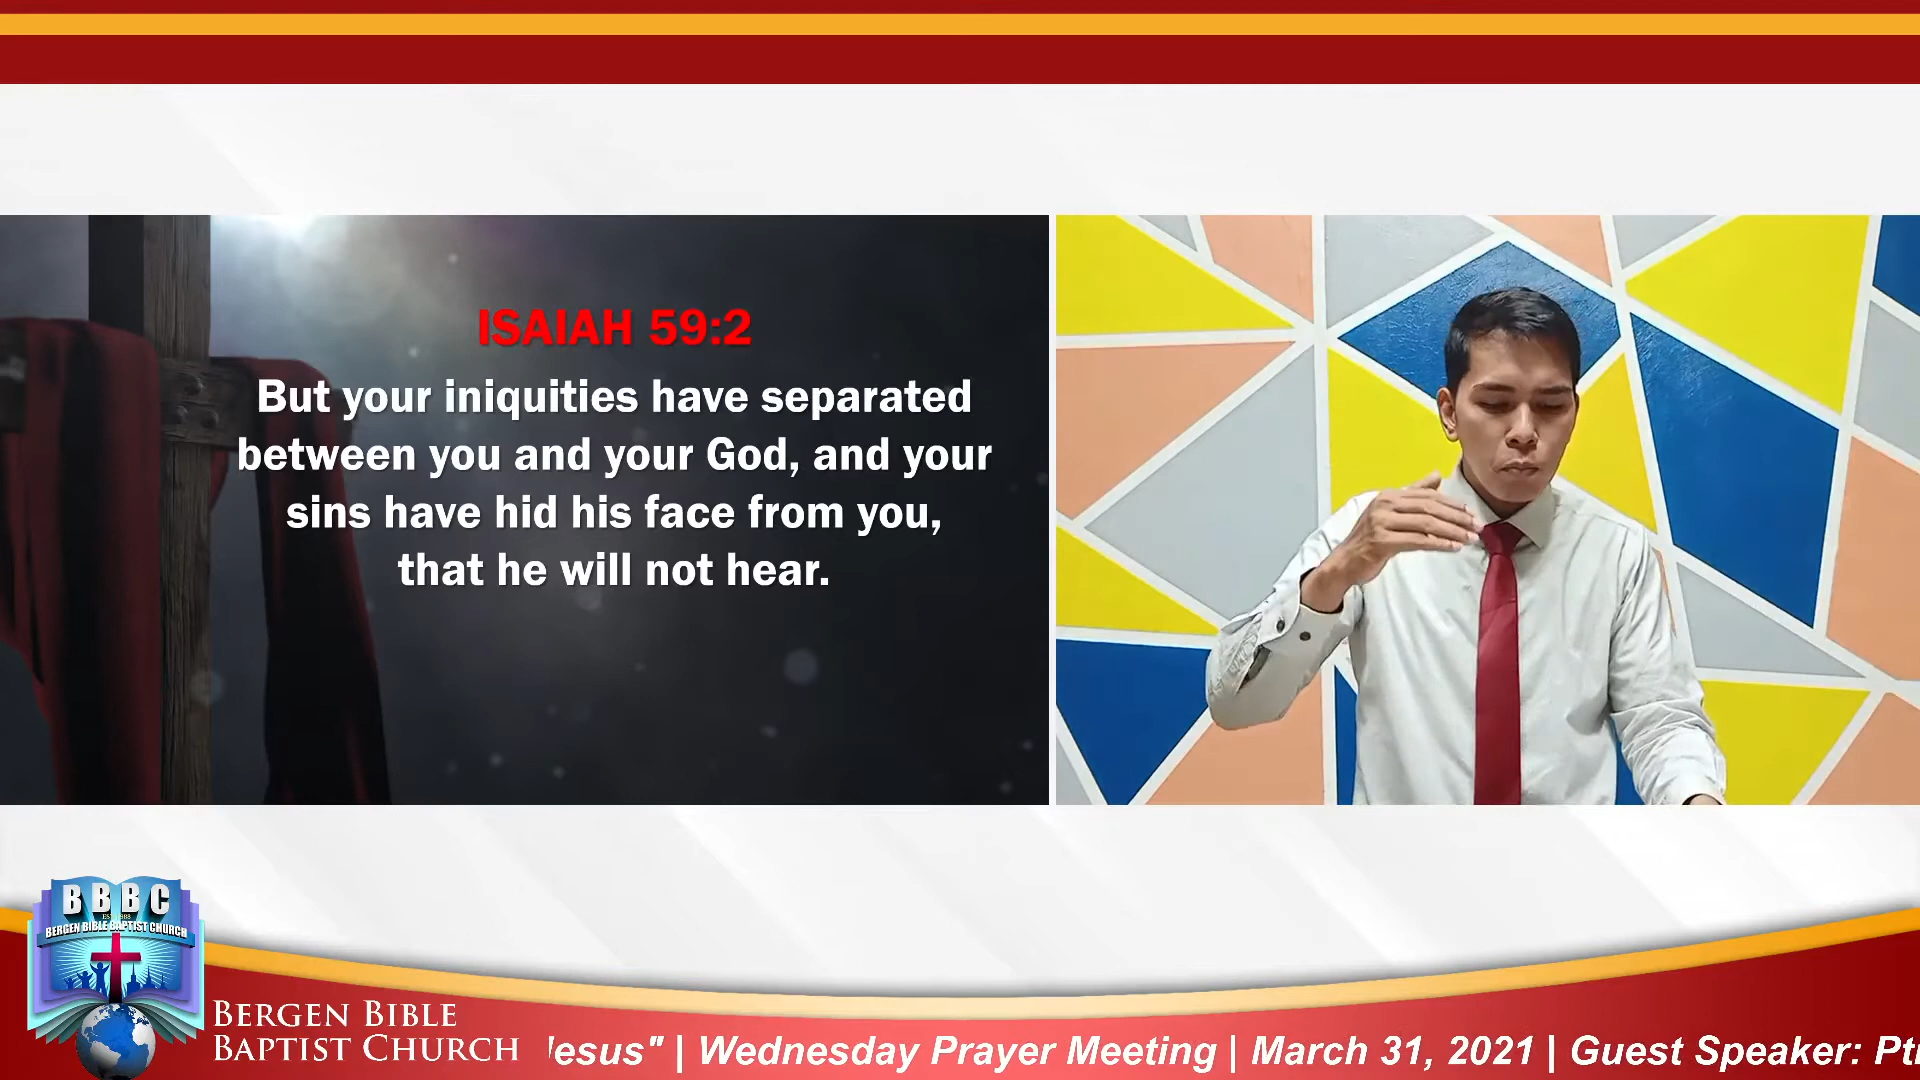 ISAIAH 59:2
But your iniquities have separated
between you and your God, and your
sins have hid his face from you,
that he will not hear.
B B B C
BERGEN BIBLE BAPTIST CHURCH
BERGEN BIBLE
BAPTIST CHURCH
esus" | Wednesday Prayer Meeting | March 31, 2021 | Guest Speaker: Pt